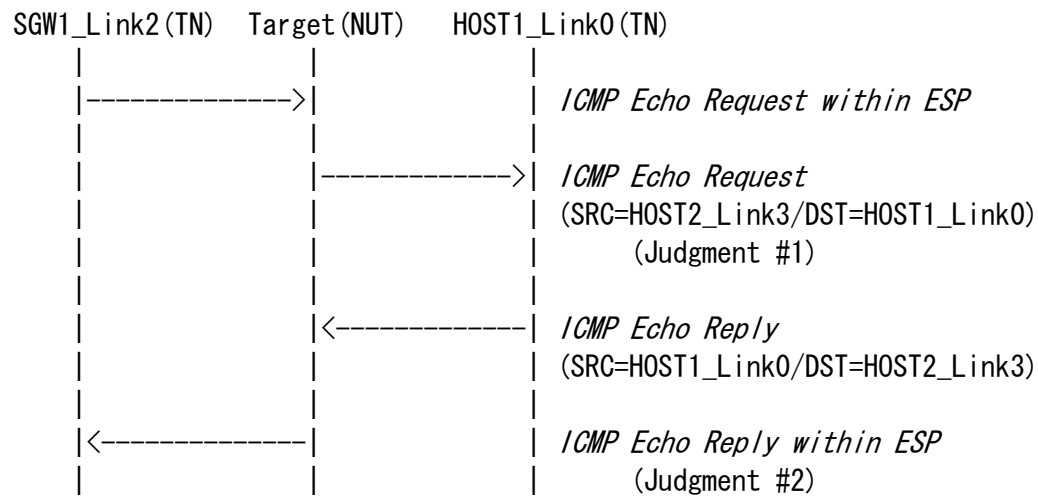 SGW1_Link2(TN) Target(NUT) HOST1_Link0(TN)
| | |
|-------------->| | ICMP Echo Request within ESP
| | |
| |------------->| ICMP Echo Request
| | | (SRC=HOST2_Link3/DST=HOST1_Link0)
| | | (Judgment #1)
| | |
| |<-------------| ICMP Echo Reply
| | | (SRC=HOST1_Link0/DST=HOST2_Link3)
| | |
|<--------------| | ICMP Echo Reply within ESP
| | | (Judgment #2)